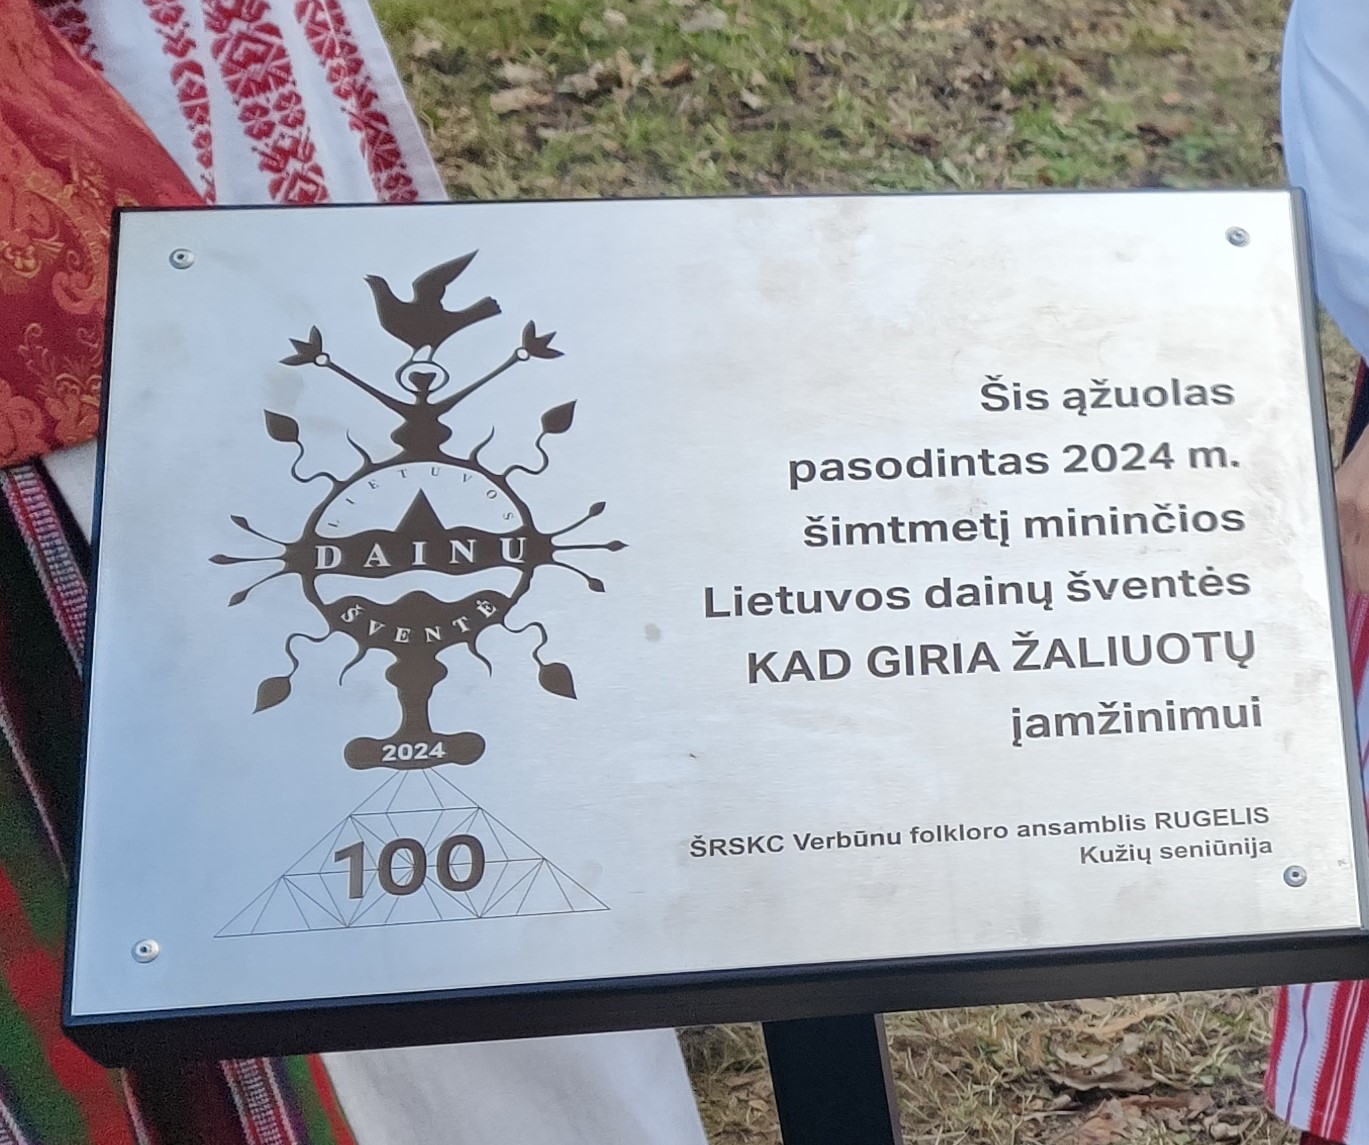 LIETUVOS
DAINŲ
ŠVENTĖ
2024
100
Šis ąžuolas
pasodintas 2024 m.
šimtmetį mininčios
Lietuvos dainų šventės
KAD GIRIA ŽALIUOTŲ
įamžinimui
ŠRSKC Verbūnu folkloro ansamblis RUGELIS
Kužių seniūnija